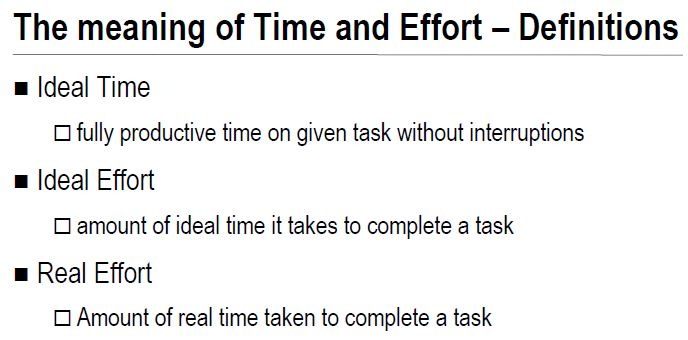 The meaning of Time and Effort – Definitions
■ Ideal Time
□ fully productive time on given task without interruptions
■ Ideal Effort
□ amount of ideal time it takes to complete a task
■ Real Effort
□ Amount of real time taken to complete a task